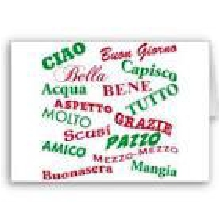 CIAO Buon Giorno
Bella Capisco
Acqua BENE
ASPETTO TUTTO
MOLTO GRAZIE
Scusi PAZZO
AMICO MEZZO-MEZZO
Buonasera Mangia